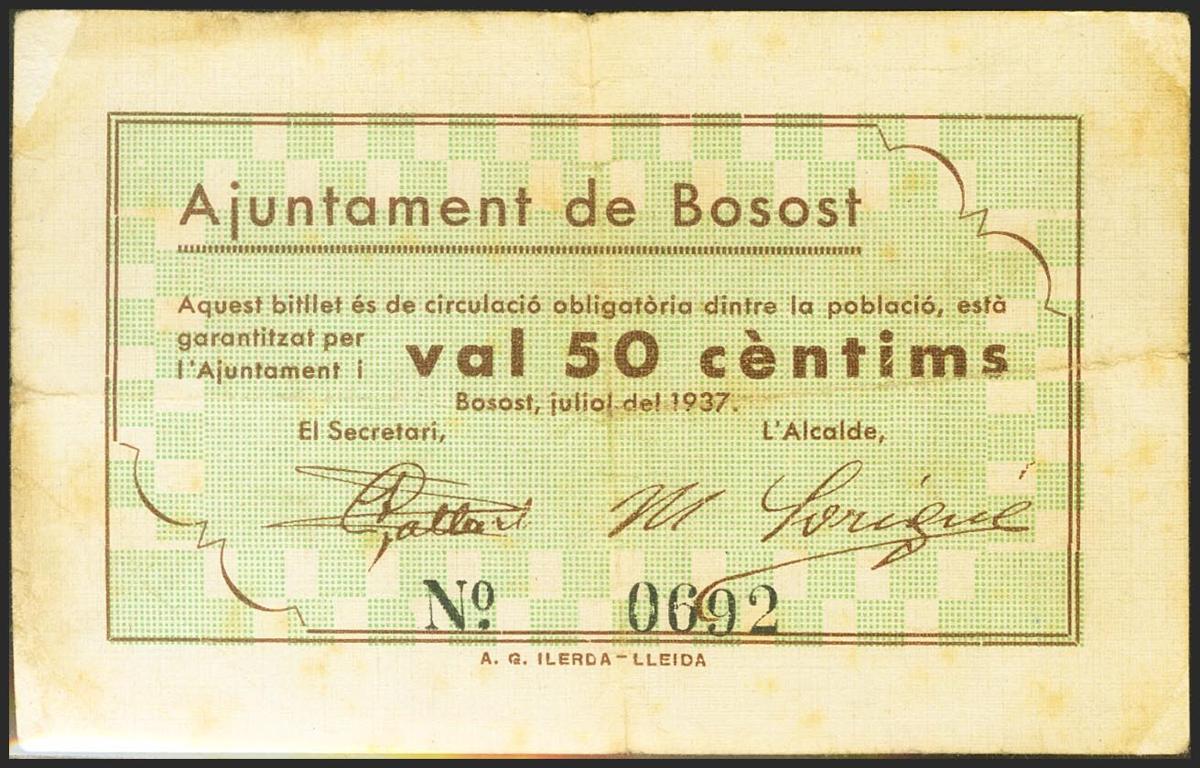 Ajuntament de Bosost
Aquest bitllet és de circulació obligatòria dintre la població, està
garantitzat per
l'Ajuntament i val 50 cèntims
Bosost, juliol del 1937.
El Secretari, L'Alcalde,
M Sorigué
Nº 0692
A. G. ILERDA-LLEIDA